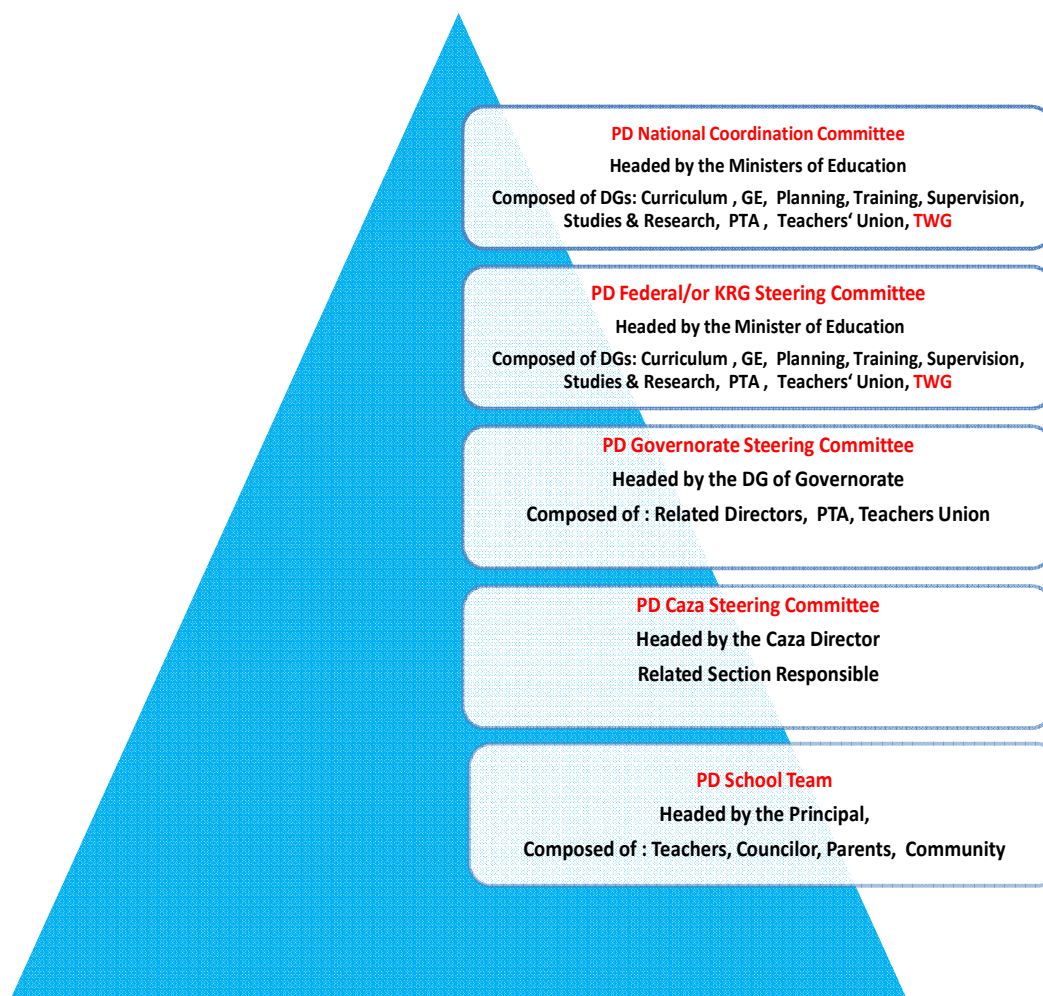 PD National Coordination Committee
Headed by the Ministers of Education
Composed of DGs: Curriculum , GE, Planning, Training, Supervision,
Studies & Research, PTA , Teachers‘ Union, TWG
PD Federal/or KRG Steering Committee
Headed by the Minister of Education
Composed of DGs: Curriculum , GE, Planning, Training, Supervision,
Studies & Research, PTA , Teachers‘ Union, TWG
PD Governorate Steering Committee
Headed by the DG of Governorate
Composed of : Related Directors, PTA, Teachers Union
PD Caza Steering Committee
Headed by the Caza Director
Related Section Responsible
PD School Team
Headed by the Principal,
Composed of : Teachers, Councilor, Parents, Community